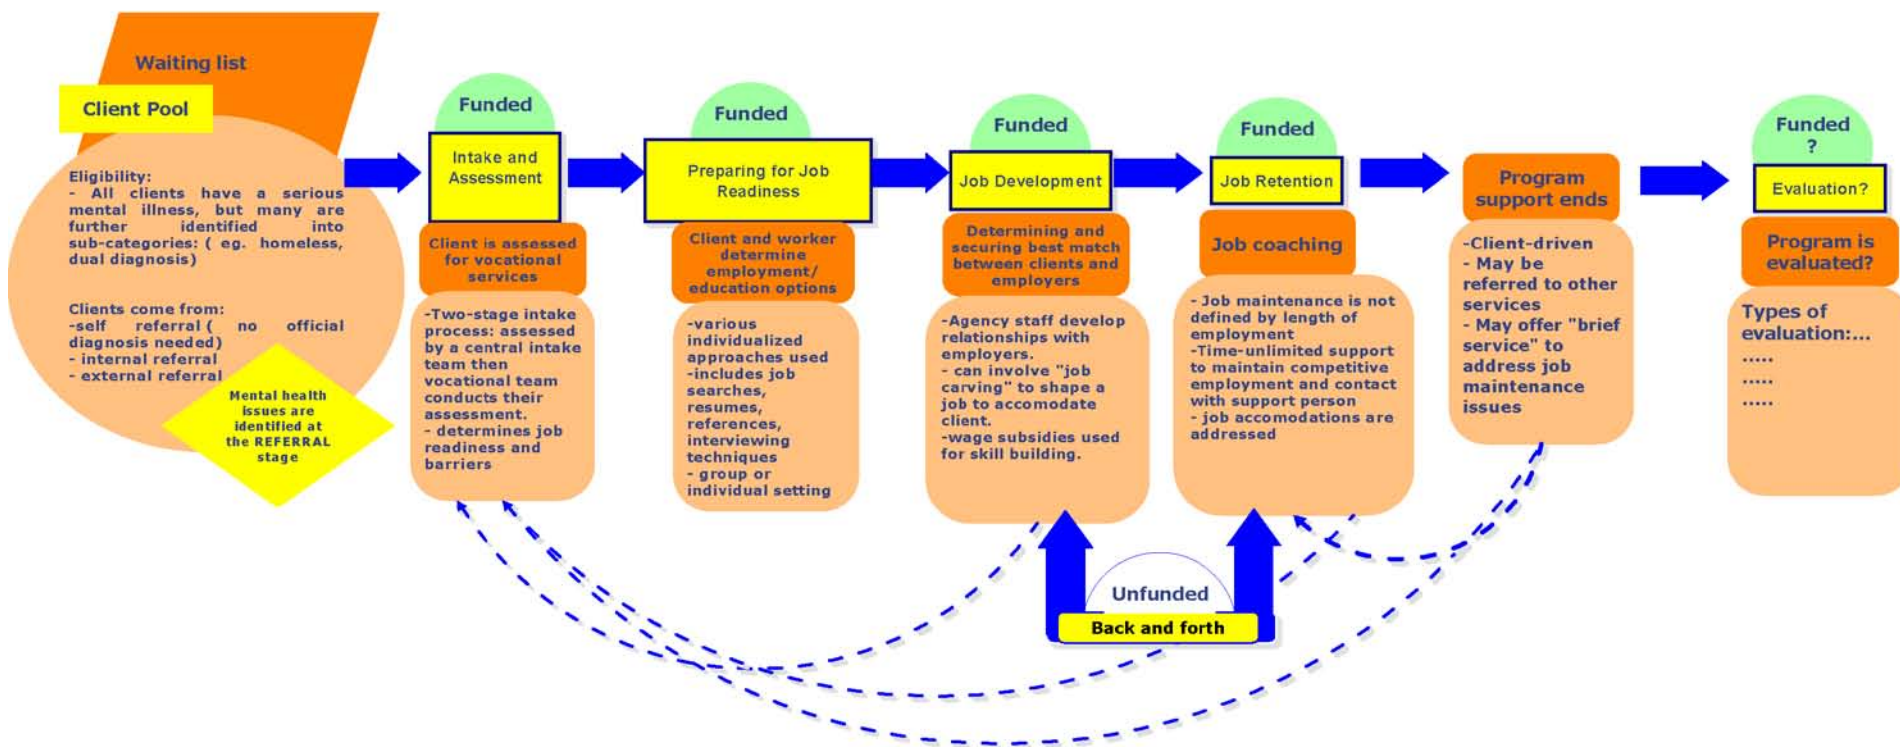 Waiting list
Client Pool
Eligibility:
- All clients have a serious
mental illness, but many are
further identified into
sub-categories: ( eg. homeless,
dual diagnosis)
Clients come from:
-self referral ( no official
diagnosis needed)
- internal referral
- external referral
Mental health
issues are
identified at
the REFERRAL
stage
Funded
Intake and
Assessment
Client is assessed
for vocational
services
-Two-stage intake
process: assessed
by a central intake
team then
vocational team
conducts their
assessment.
- determines job
readiness and
barriers
Funded
Preparing for Job
Readiness
Client and worker
determine
employment/
education options
-various
individualized
approaches used
-includes job
searches,
resumes,
references,
interviewing
techniques
- group or
individual setting
Funded
Job Development
Determining and
securing best match
between clients and
employers
-Agency staff develop
relationships with
employers.
- can involve "job
carving" to shape a
job to accomodate
client.
-wage subsidies used
for skill building.
Funded
Job Retention
Job coaching
- Job maintenance is not
defined by length of
employment
-Time-unlimited support
to maintain competitive
employment and contact
with support person
- job accomodations are
addressed
Unfunded
Back and forth
Program
support ends
-Client-driven
- May be
referred to other
services
- May offer "brief
service" to
address job
maintenance
issues
Funded
?
Evaluation?
Program is
evaluated?
Types of
evaluation:...
.....
.....
.....